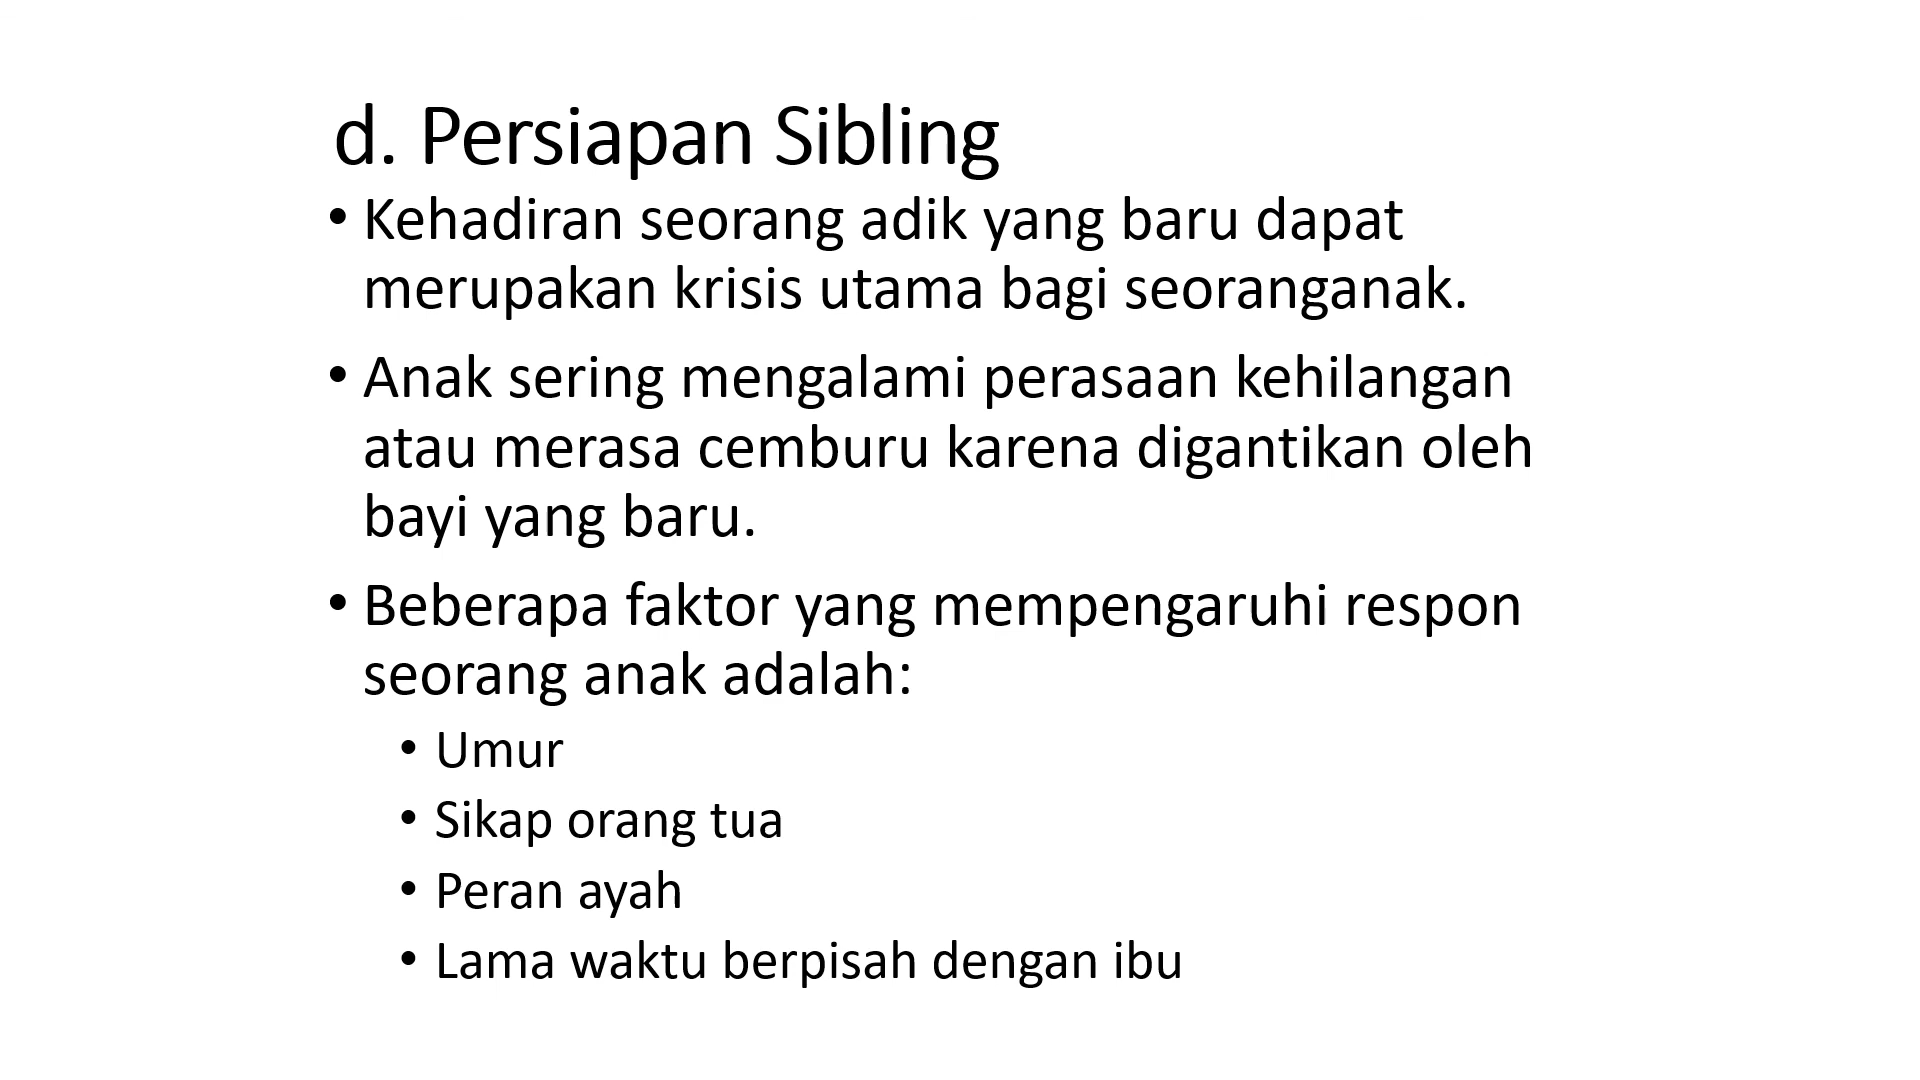 d. Persiapan Sibling
• Kehadiran seorang adik yang baru dapat
merupakan krisis utama bagi seoranganak.
• Anak sering mengalami perasaan kehilangan
atau merasa cemburu karena digantikan oleh
bayi yang baru.
• Beberapa faktor yang mempengaruhi respon
seorang anak adalah:
• Umur
• Sikap orang tua
• Peran ayah
• Lama waktu berpisah dengan ibu